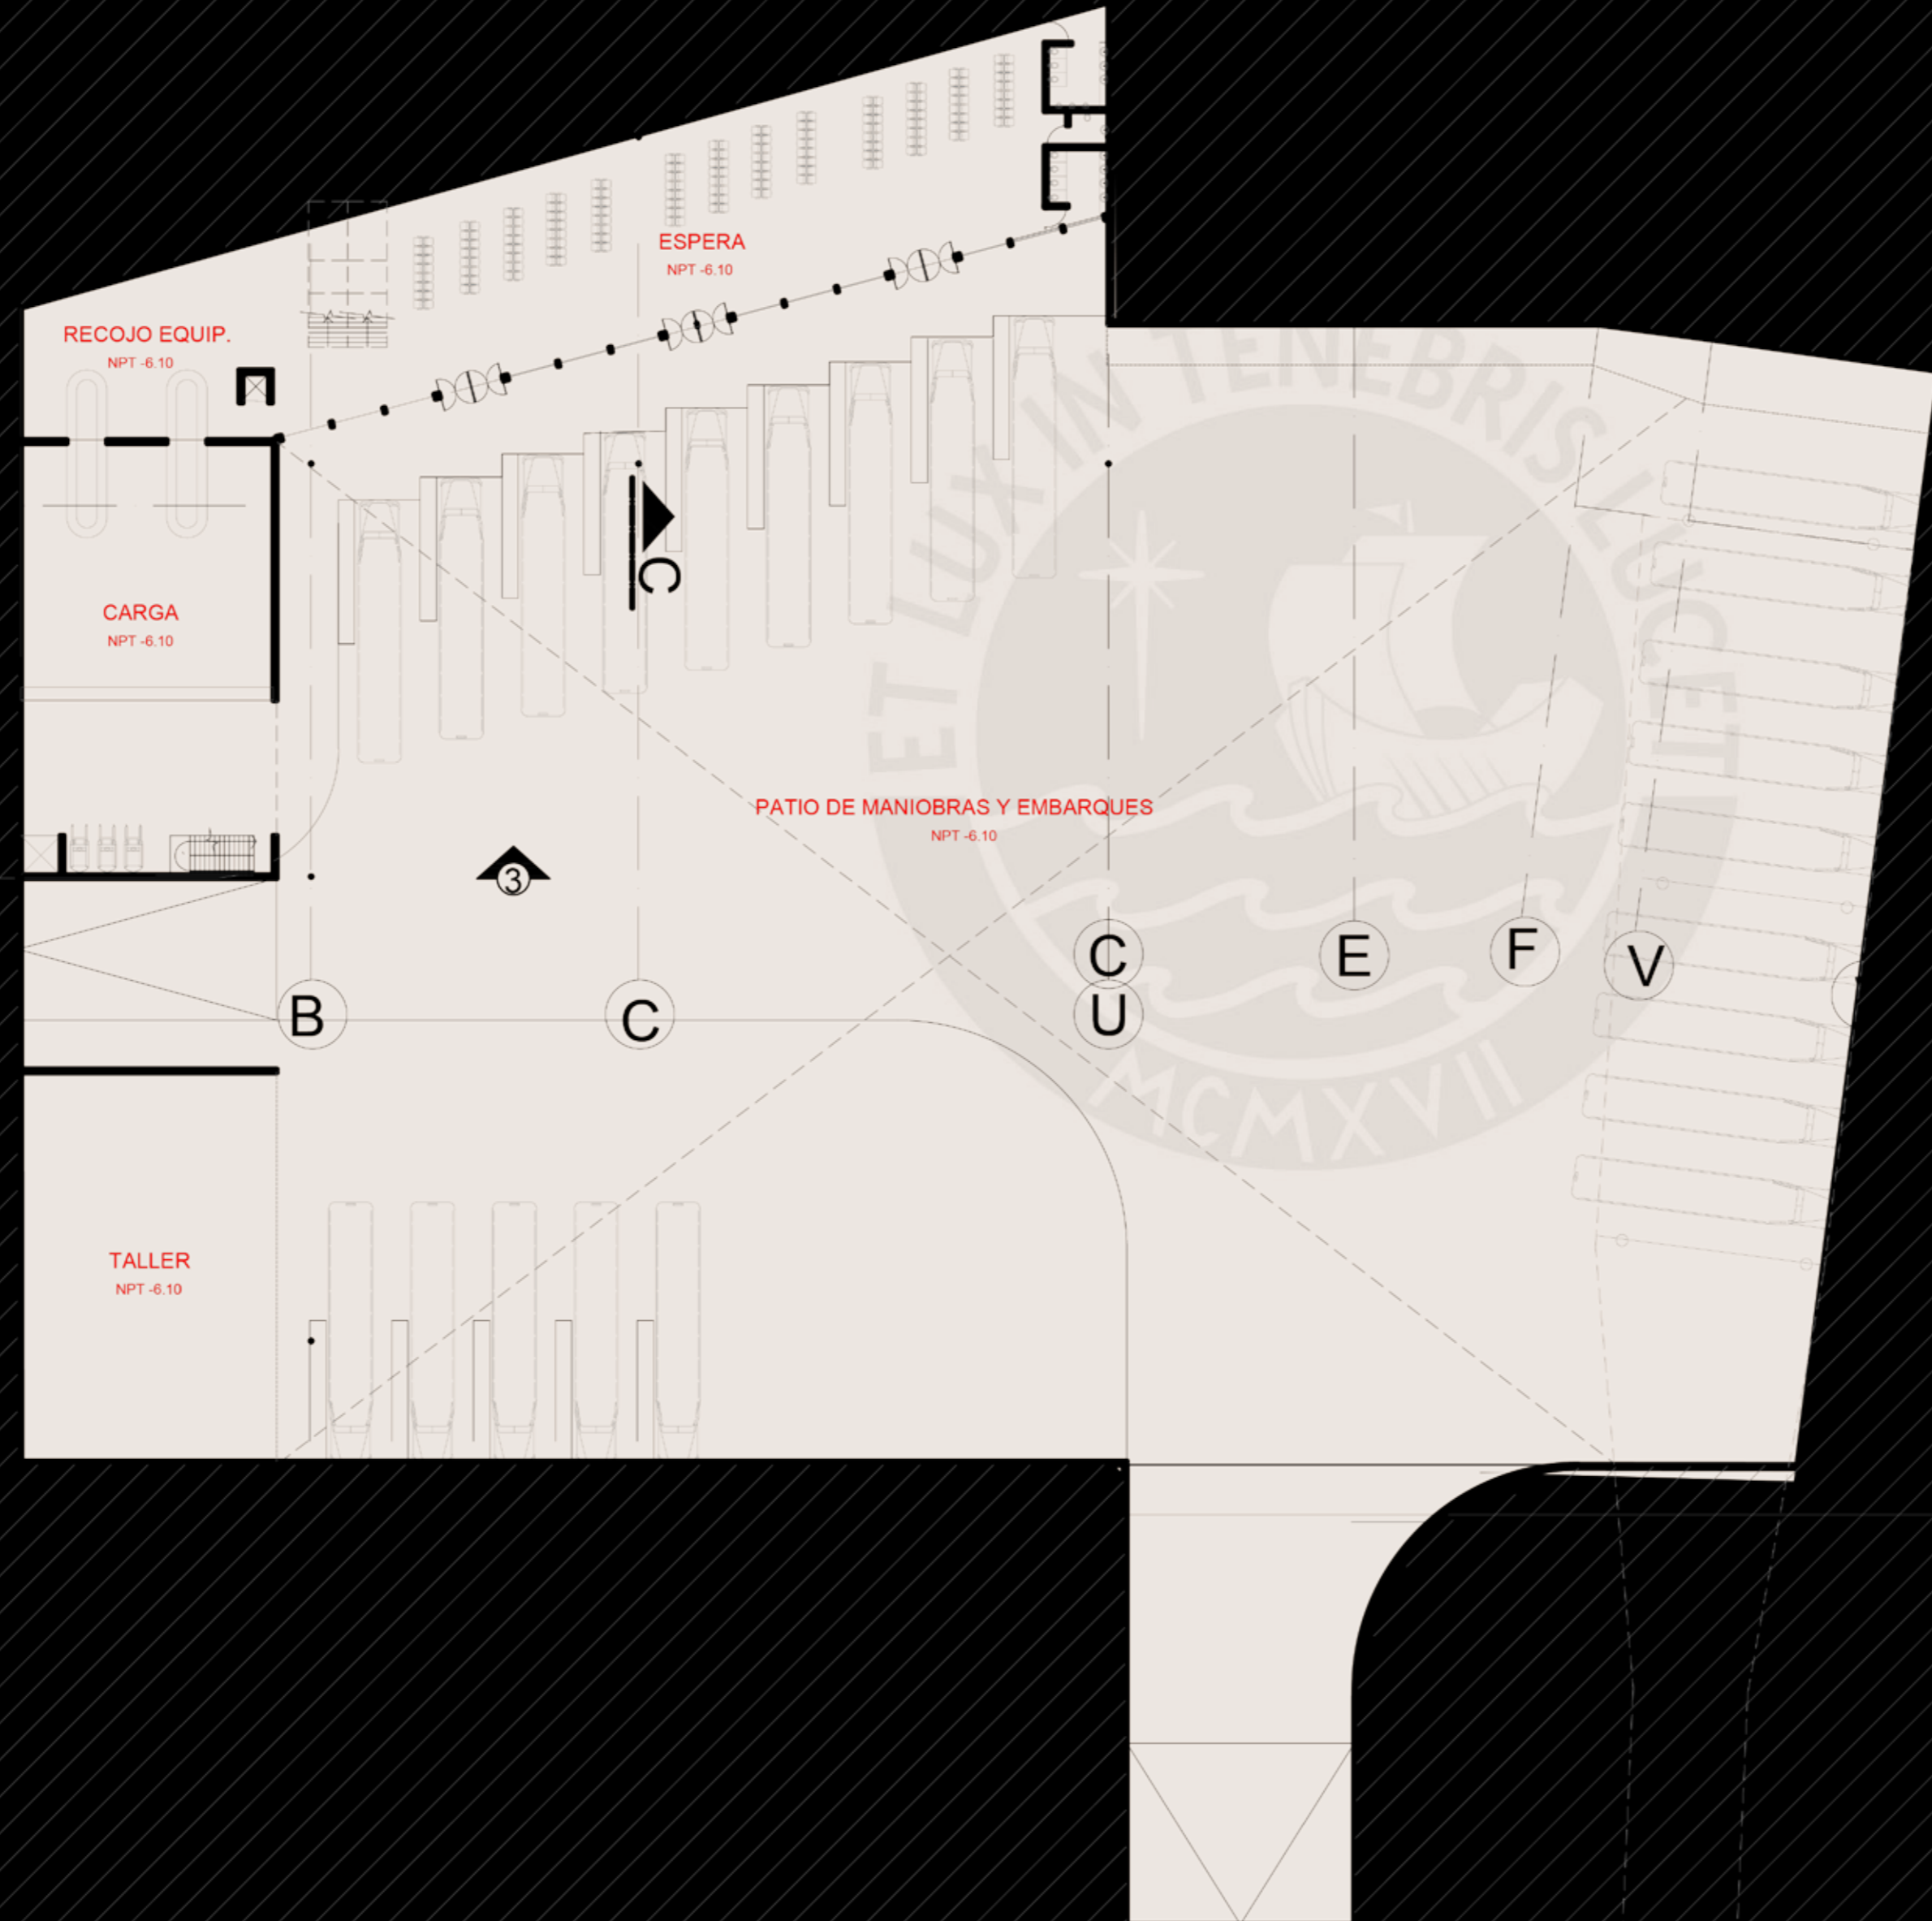 ESPERA
NPT -6.10
RECOJO EQUIP.
NPT -6.10
ET LUX IN TENEBRIS LUCET
C
CARGA
NPT -6.10
PATIO DE MANIOBRAS Y EMBARQUES
NPT -6.10
3
C
E
F
V
B
C
U
MCMXVII
TALLER
NPT -6.10